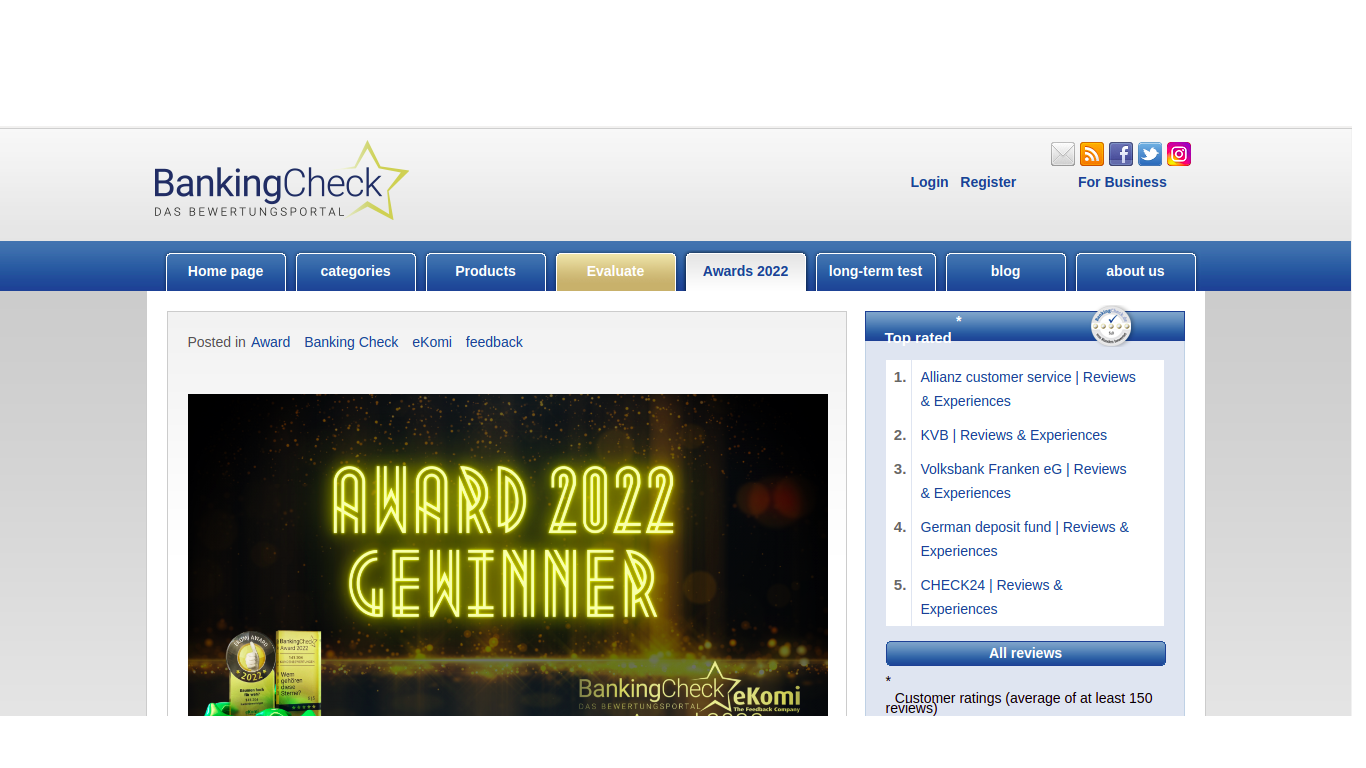 BankingCheck
DAS BEWERTUNGSPORTAL
Login Register For Business
Home page categories Products Evaluate Awards 2022 long-term test blog about us
Posted in Award Banking Check eKomi feedback
AWARD 2022
GEWINNER
EKOMI AWARD
2022
BankingCheck
Award 2022
Wem
gehören
diese
Sterne?
BankingCheck
DAS BEWERTUNGSPORTAL
eKomi
The Feedback Company
Award 2022
*
Top rated
1. Allianz customer service | Reviews
& Experiences
2. KVB | Reviews & Experiences
3. Volksbank Franken eG | Reviews
& Experiences
4. German deposit fund | Reviews &
Experiences
5. CHECK24 | Reviews &
Experiences
All reviews
*
Customer ratings (average of at least 150
reviews)